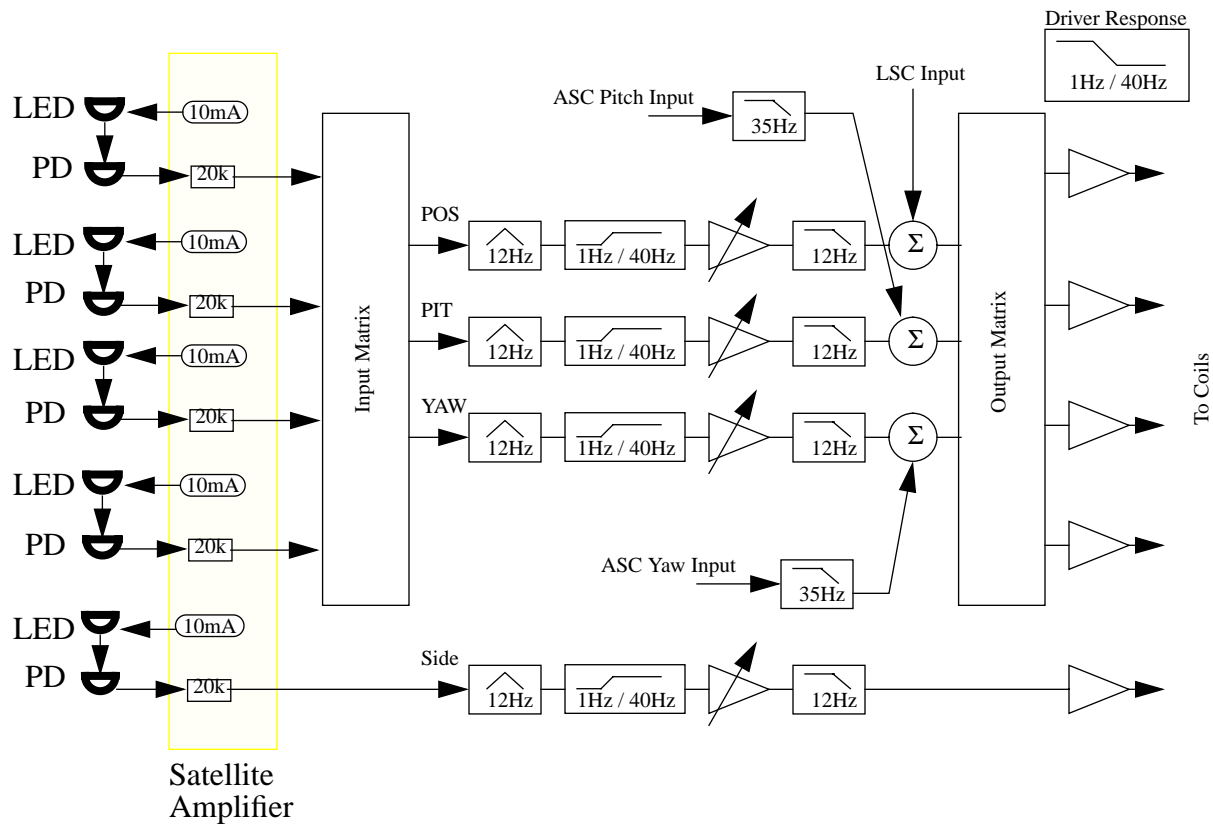 Driver Response
1Hz / 40Hz
LSC Input
ASC Pitch Input
35Hz
LED
10mA
PD
20k
LED
10mA
PD
20k
LED
10mA
PD
20k
LED
10mA
PD
20k
LED
10mA
PD
20k
Input Matrix
POS
12Hz
1Hz / 40Hz
12Hz
Σ
PIT
12Hz
1Hz / 40Hz
12Hz
Σ
YAW
12Hz
1Hz / 40Hz
12Hz
Σ
ASC Yaw Input
35Hz
Side
12Hz
1Hz / 40Hz
12Hz
Output Matrix
To Coils
Satellite
Amplifier